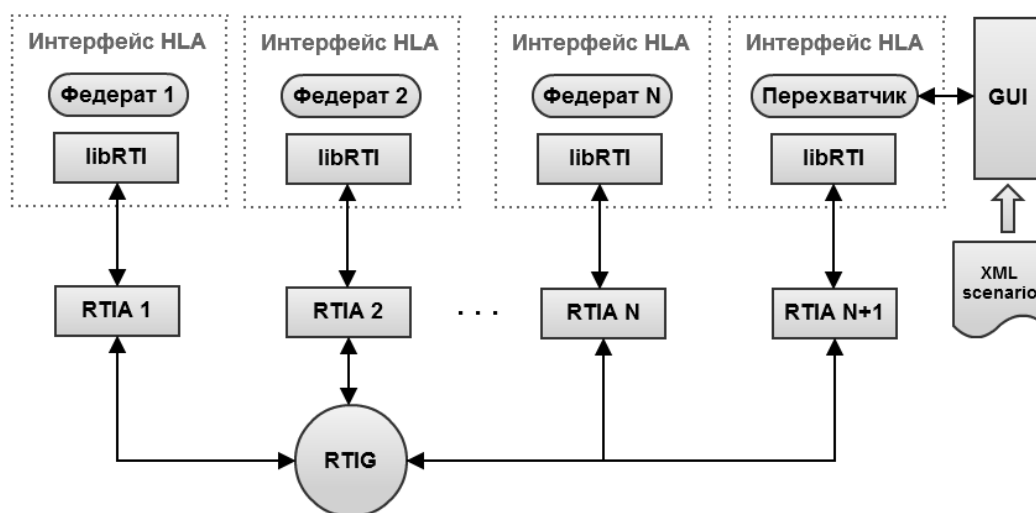 Интерфейс HLA
Интерфейс HLA
Интерфейс HLA
Интерфейс HLA
Федерат 1
Федерат 2
Федерат N
Перехватчик
GUI
libRTI
libRTI
libRTI
libRTI
XML
scenario
RTIA 1
RTIA 2
. . .
RTIA N
RTIA N+1
RTIG